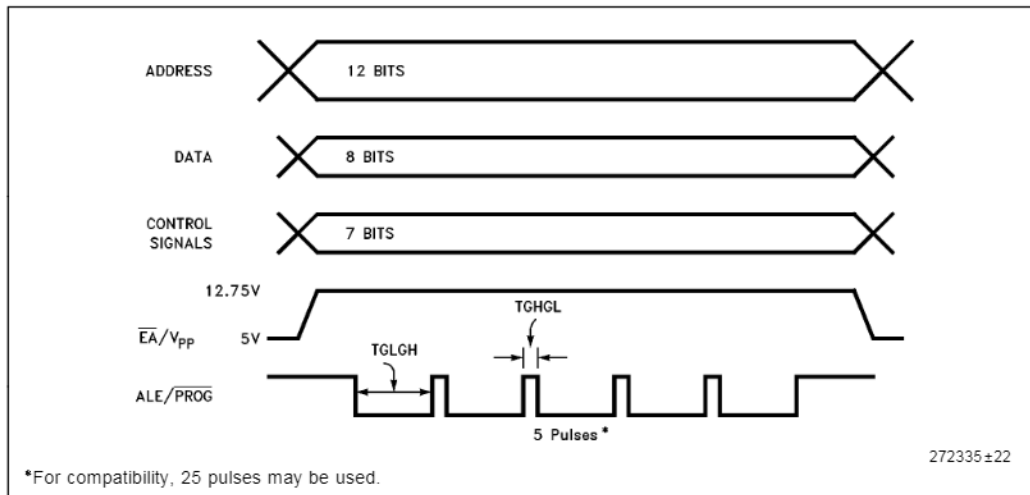 ADDRESS
12 BITS
DATA
8 BITS
CONTROL
SIGNALS
7 BITS
12.75V
TGHGL
EA/VPP
5V
TGLGH
ALE/PROG
5 Pulses*
272335±22
*For compatibility, 25 pulses may be used.